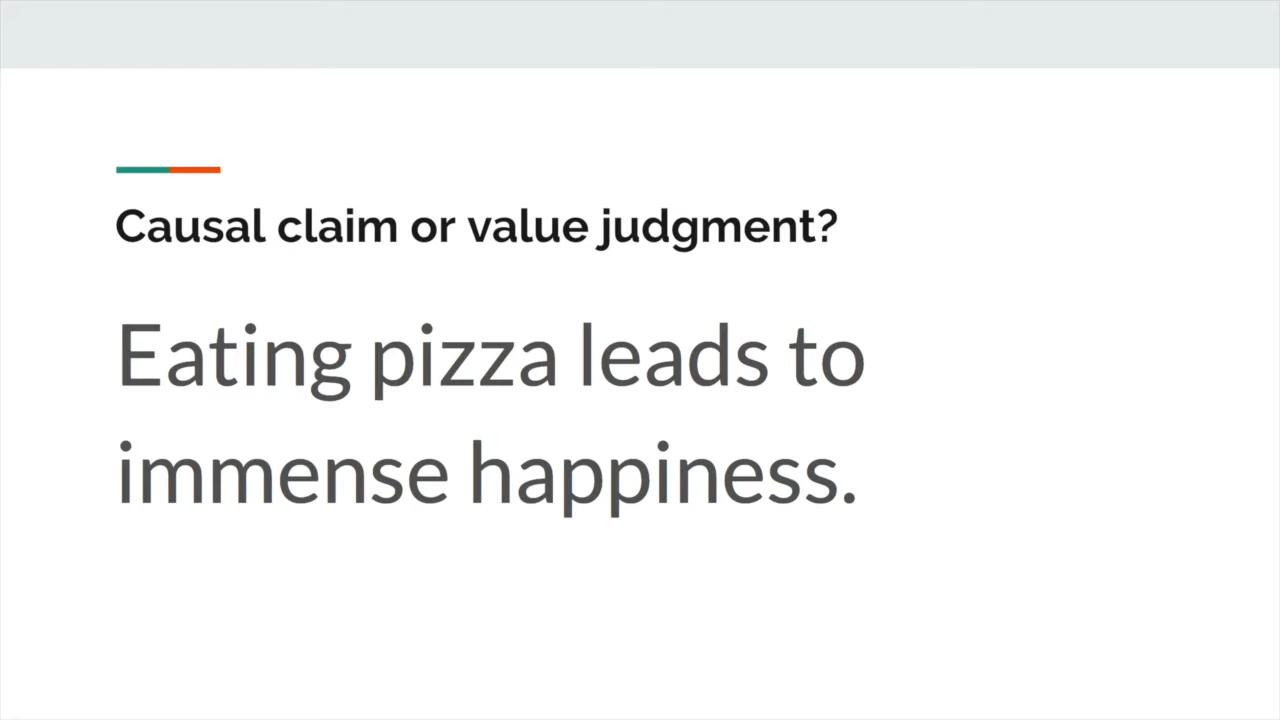 Causal claim or value judgment?
Eating pizza leads to
immense happiness.